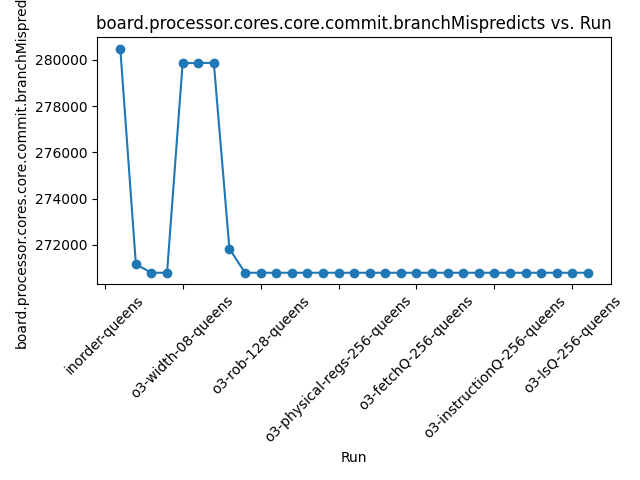 board.processor.cores.core.commit.branchMispredicts vs. Run
board.processor.cores.core.commit.branchMispred
280000
278000
276000
274000
272000
inorder-queens
o3-width-08-queens
o3-rob-128-queens
o3-physical-regs-256-queens
o3-fetchQ-256-queens
o3-instructionQ-256-queens
o3-lsQ-256-queens
Run